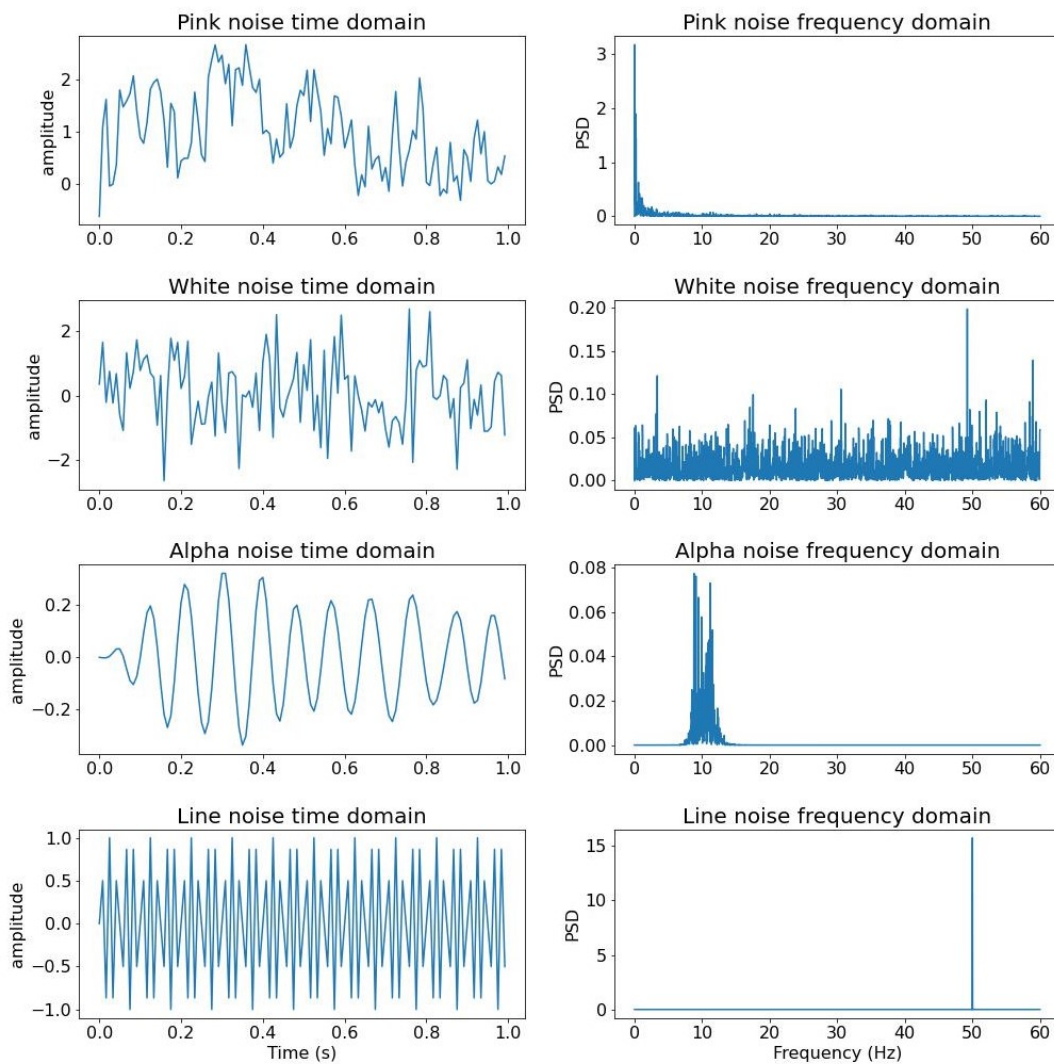 Pink noise time domain
amplitude
2
1
0
0.0 0.2 0.4 0.6 0.8 1.0
Pink noise frequency domain
PSD
3
2
1
0
0 10 20 30 40 50 60
White noise time domain
amplitude
2
0
−2
0.0 0.2 0.4 0.6 0.8 1.0
White noise frequency domain
PSD
0.20
0.15
0.10
0.05
0.00
0 10 20 30 40 50 60
Alpha noise time domain
amplitude
0.2
0.0
−0.2
0.0 0.2 0.4 0.6 0.8 1.0
Alpha noise frequency domain
PSD
0.08
0.06
0.04
0.02
0.00
0 10 20 30 40 50 60
Line noise time domain
amplitude
1.0
0.5
0.0
−0.5
−1.0
0.0 0.2 0.4 0.6 0.8 1.0
Time (s)
Line noise frequency domain
PSD
15
10
5
0
0 10 20 30 40 50 60
Frequency (Hz)